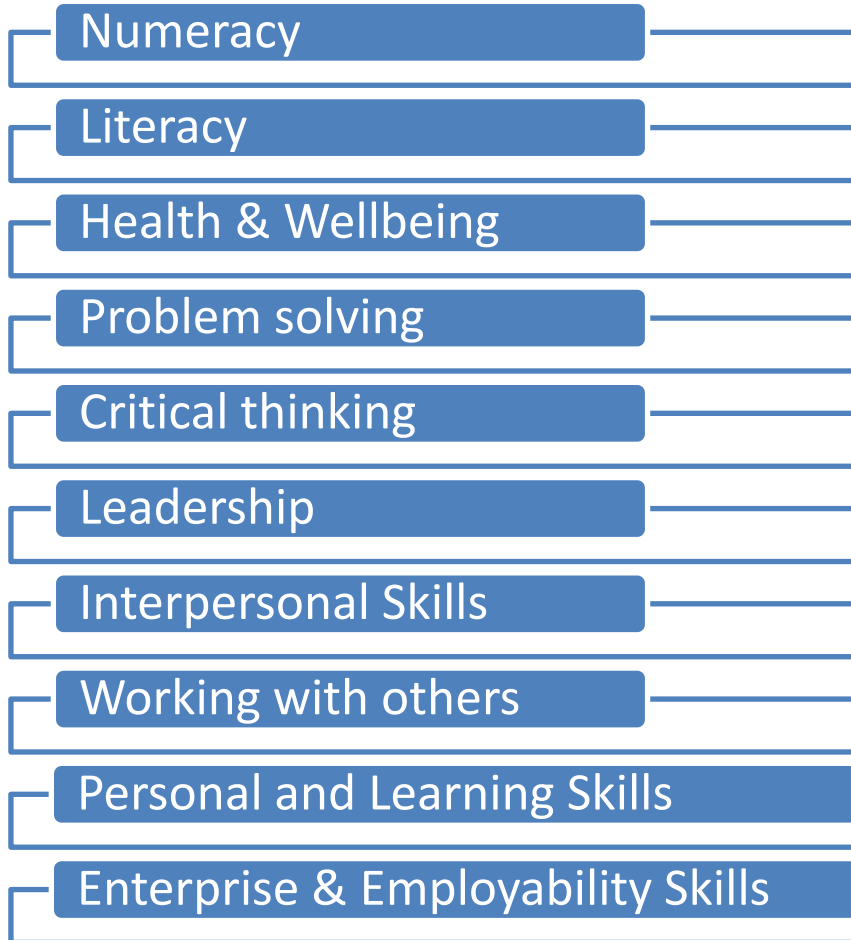 Numeracy
Literacy
Health & Wellbeing
Problem solving
Critical thinking
Leadership
Interpersonal Skills
Working with others
Personal and Learning Skills
Enterprise & Employability Skills